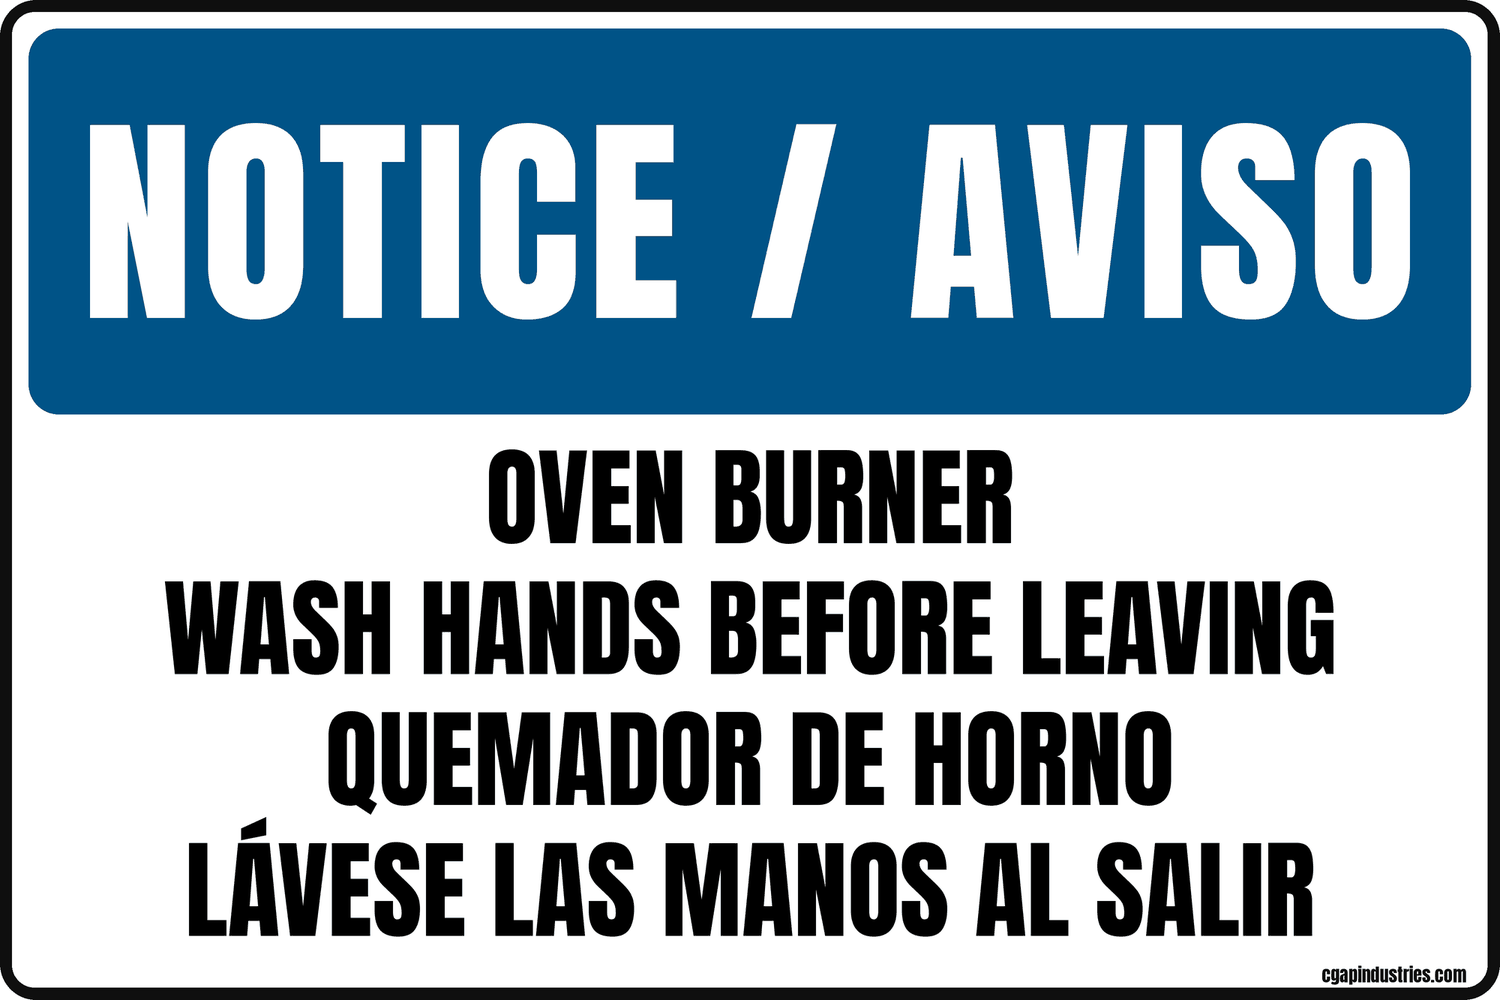 NOTICE / AVISO
OVEN BURNER
WASH HANDS BEFORE LEAVING
QUEMADOR DE HORNO
LÁVESE LAS MANOS AL SALIR
cgapindustries.com